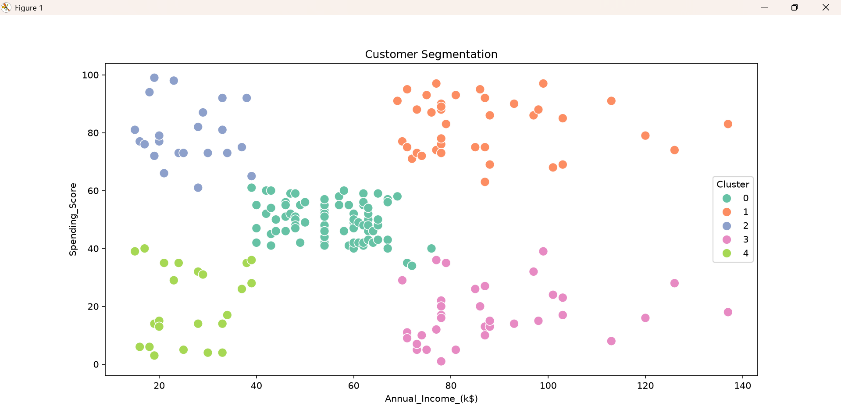 Figure 1
Customer Segmentation
100
80
60
40
20
0
Spending_Score
20 40 60 80 100 120 140
Annual_Income_(k$)
Cluster
0
1
2
3
4